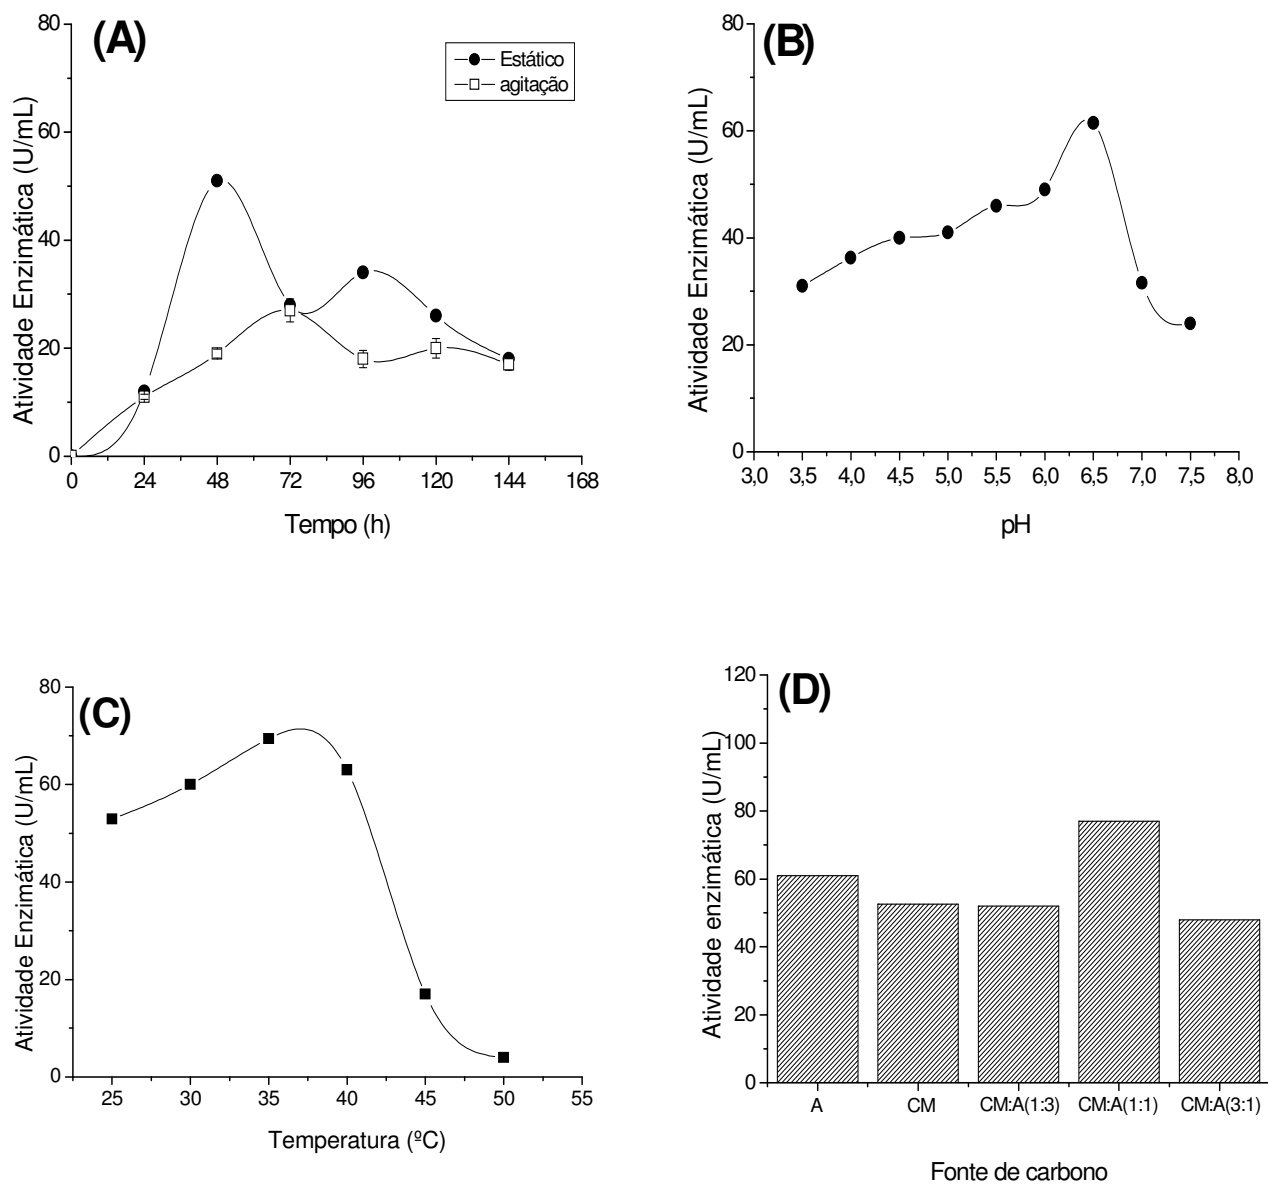 (A)
Estático
agitação
Atividade Enzimática (U/mL)
80
60
40
20
0
0 24 48 72 96 120 144 168
Tempo (h)
(B)
Atividade Enzimática (U/mL)
80
60
40
20
0
3,0 3,5 4,0 4,5 5,0 5,5 6,0 6,5 7,0 7,5 8,0
pH
(C)
Atividade Enzimática (U/mL)
80
60
40
20
0
25 30 35 40 45 50 55
Temperatura (ºC)
(D)
Atividade enzimática (U/mL)
120
100
80
60
40
20
0
A CM CM:A(1:3) CM:A(1:1) CM:A(3:1)
Fonte de carbono